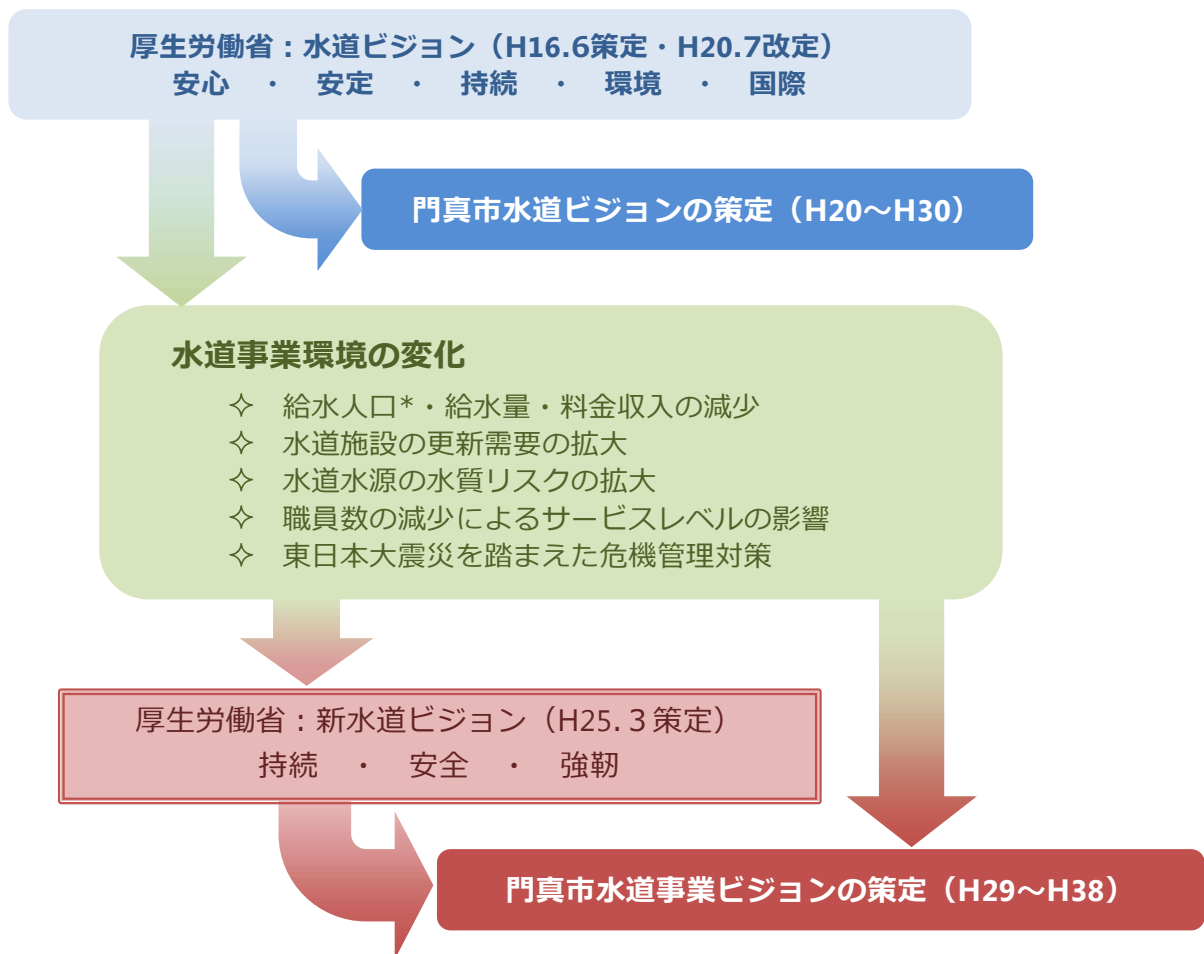 厚生労働省：水道ビジョン（H16.6策定・H20.7改定）
安心　・　安定　・　持続　・　環境　・　国際
門真市水道ビジョンの策定（H20～H30）
水道事業環境の変化
✧　給水人口*・給水量・料金収入の減少
✧　水道施設の更新需要の拡大
✧　水道水源の水質リスクの拡大
✧　職員数の減少によるサービスレベルの影響
✧　東日本大震災を踏まえた危機管理対策
厚生労働省：新水道ビジョン（H25.３策定）
持続　・　安全　・　強靭
門真市水道事業ビジョンの策定（H29～H38）